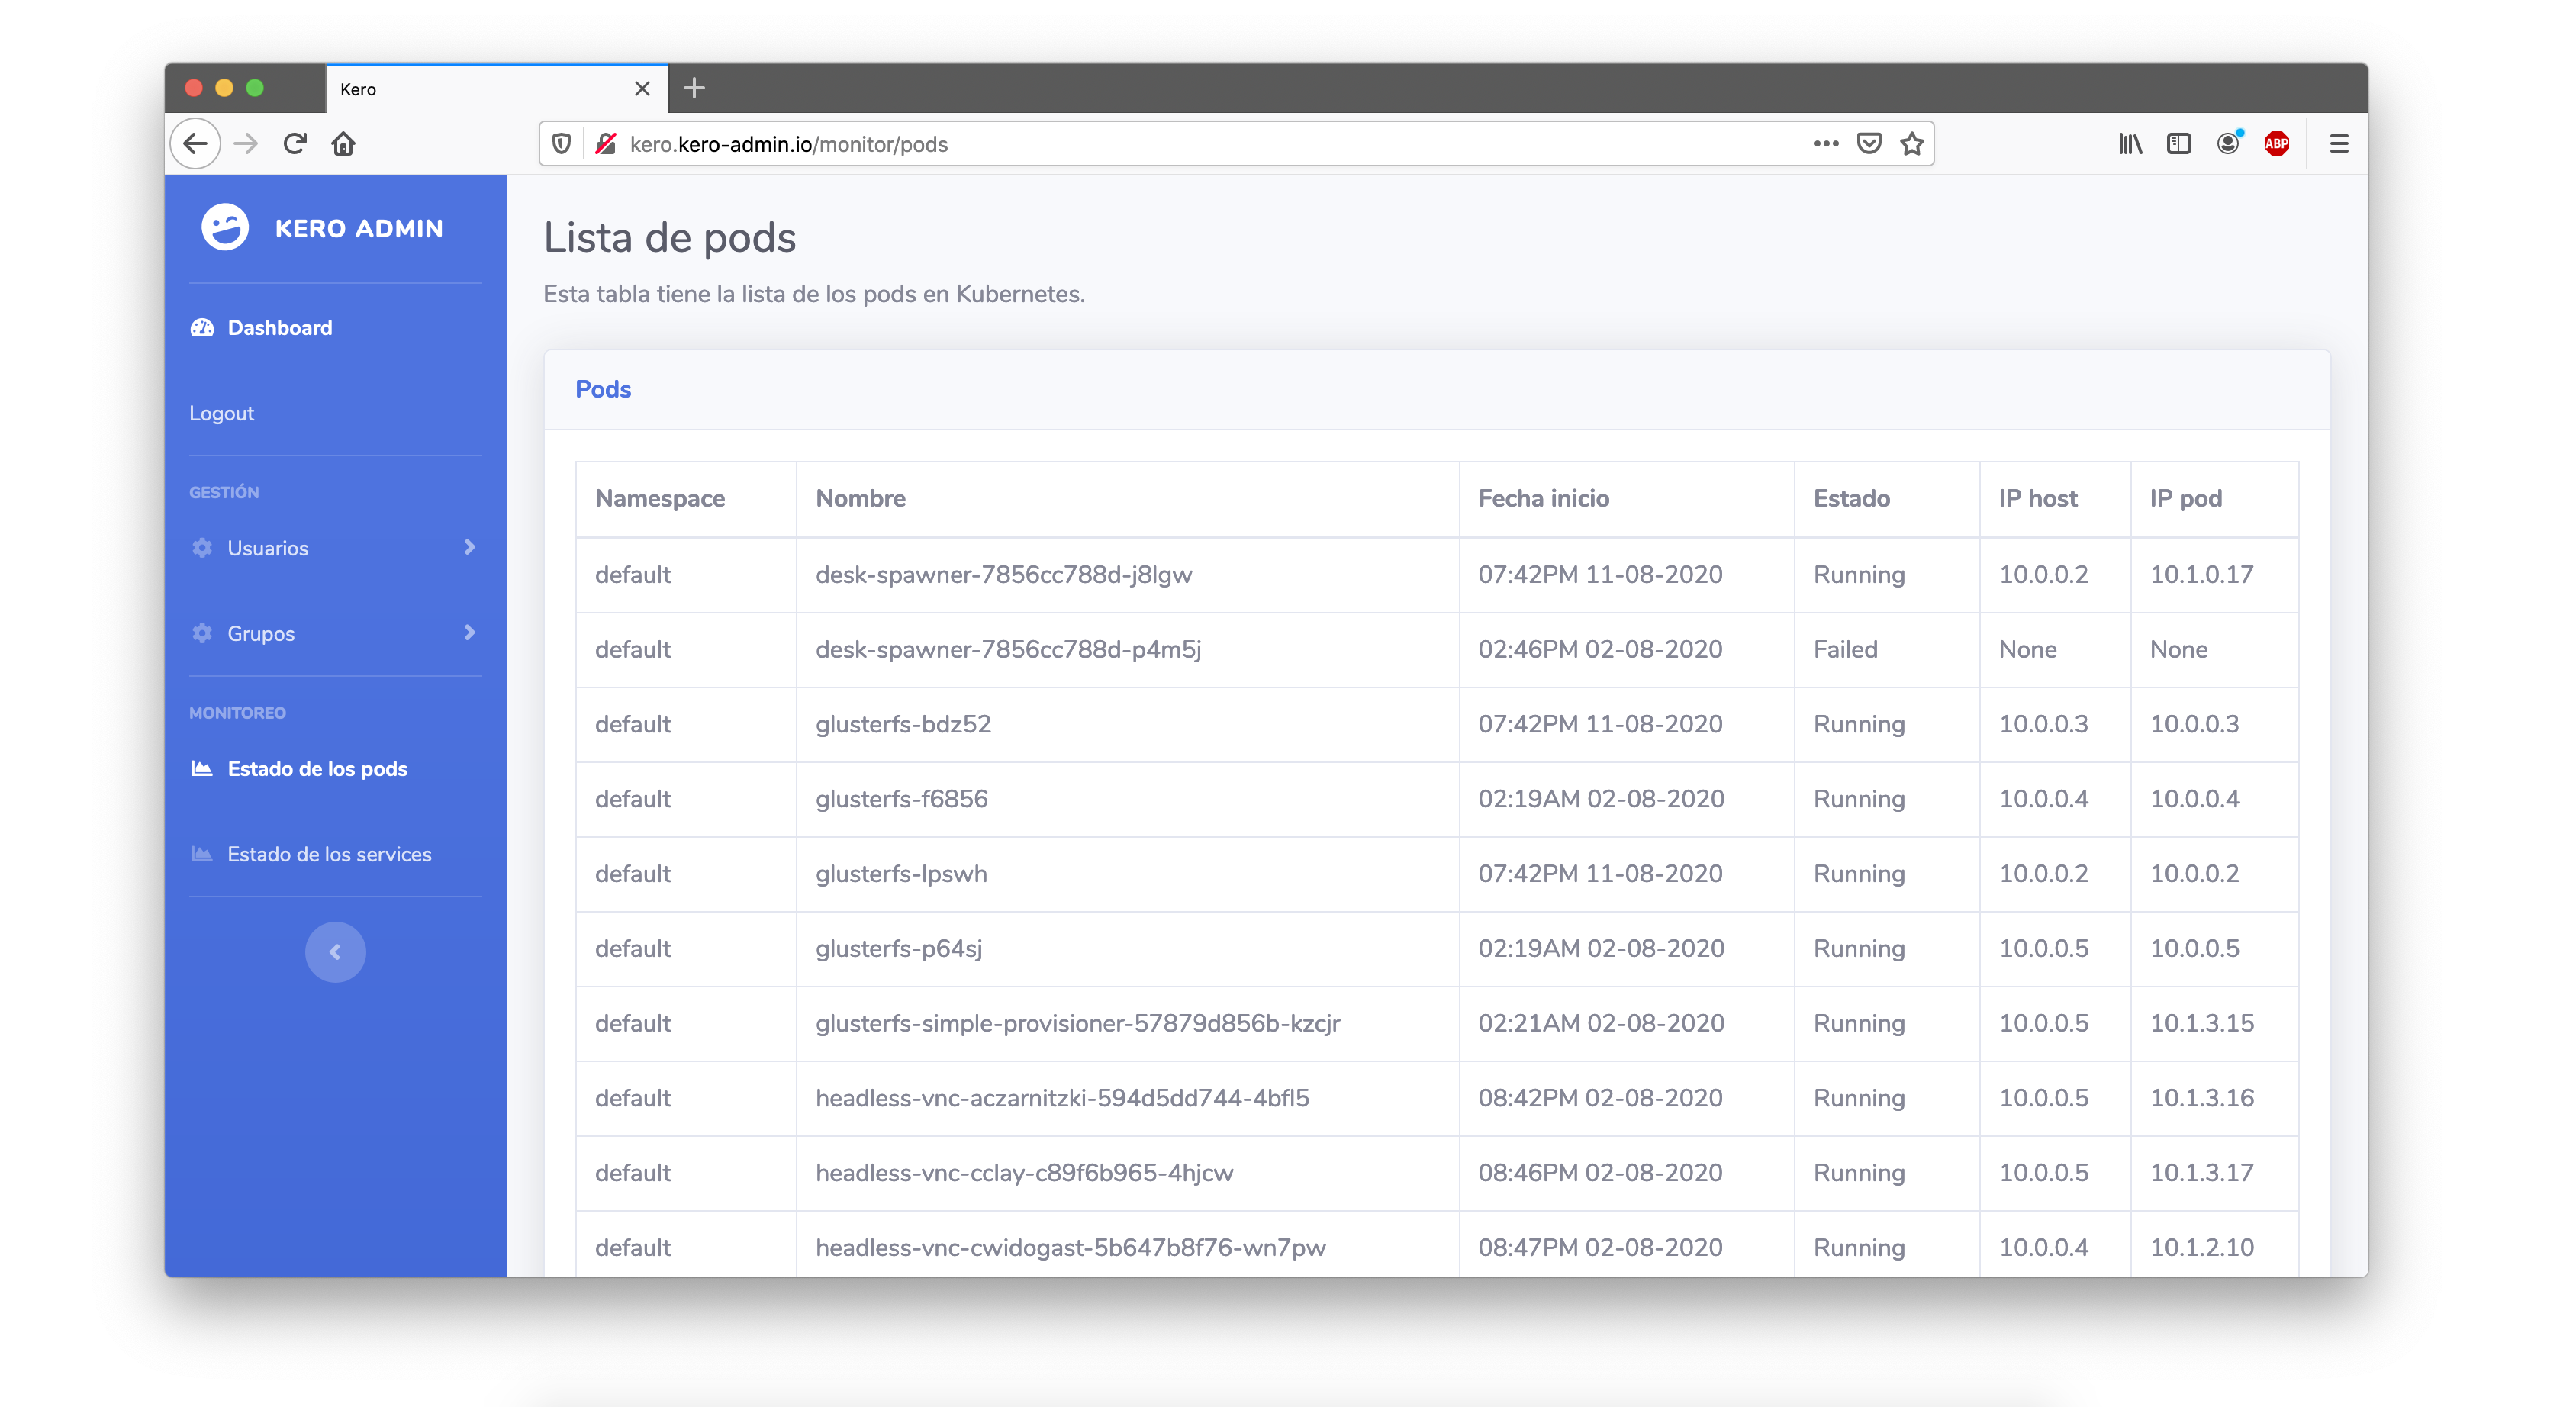 Kero
kero.kero-admin.io/monitor/pods
ABP
KERO ADMIN
Dashboard
Logout
GESTIÓN
Usuarios
Grupos
MONITOREO
Estado de los pods
Estado de los services
Lista de pods
Esta tabla tiene la lista de los pods en Kubernetes.
Pods
Namespace Nombre Fecha inicio Estado IP host IP pod
default desk-spawner-7856cc788d-j8lgw 07:42PM 11-08-2020 Running 10.0.0.2 10.1.0.17
default desk-spawner-7856cc788d-p4m5j 02:46PM 02-08-2020 Failed None None
default glusterfs-bdz52 07:42PM 11-08-2020 Running 10.0.0.3 10.0.0.3
default glusterfs-f6856 02:19AM 02-08-2020 Running 10.0.0.4 10.0.0.4
default glusterfs-lpswh 07:42PM 11-08-2020 Running 10.0.0.2 10.0.0.2
default glusterfs-p64sj 02:19AM 02-08-2020 Running 10.0.0.5 10.0.0.5
default glusterfs-simple-provisioner-57879d856b-kzcjr 02:21AM 02-08-2020 Running 10.0.0.5 10.1.3.15
default headless-vnc-aczarnitzki-594d5dd744-4bfl5 08:42PM 02-08-2020 Running 10.0.0.5 10.1.3.16
default headless-vnc-cclay-c89f6b965-4hjcw 08:46PM 02-08-2020 Running 10.0.0.5 10.1.3.17
default headless-vnc-cwidogast-5b647b8f76-wn7pw 08:47PM 02-08-2020 Running 10.0.0.4 10.1.2.10